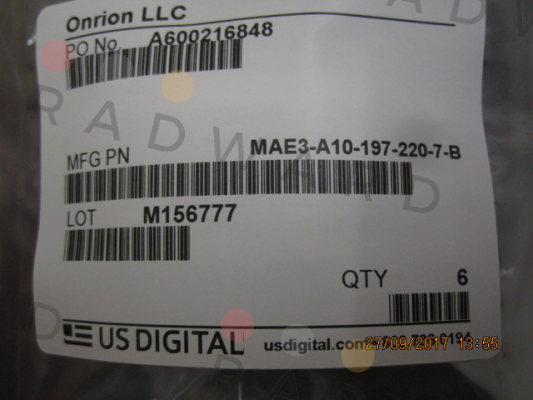 Onrion LLC
PO No. A600216848
MFG PN MAE3-A10-197-220-7-B
LOT M156777
QTY 6
US DIGITAL usdigital.com
27/09/2017 13:55
RADWARD